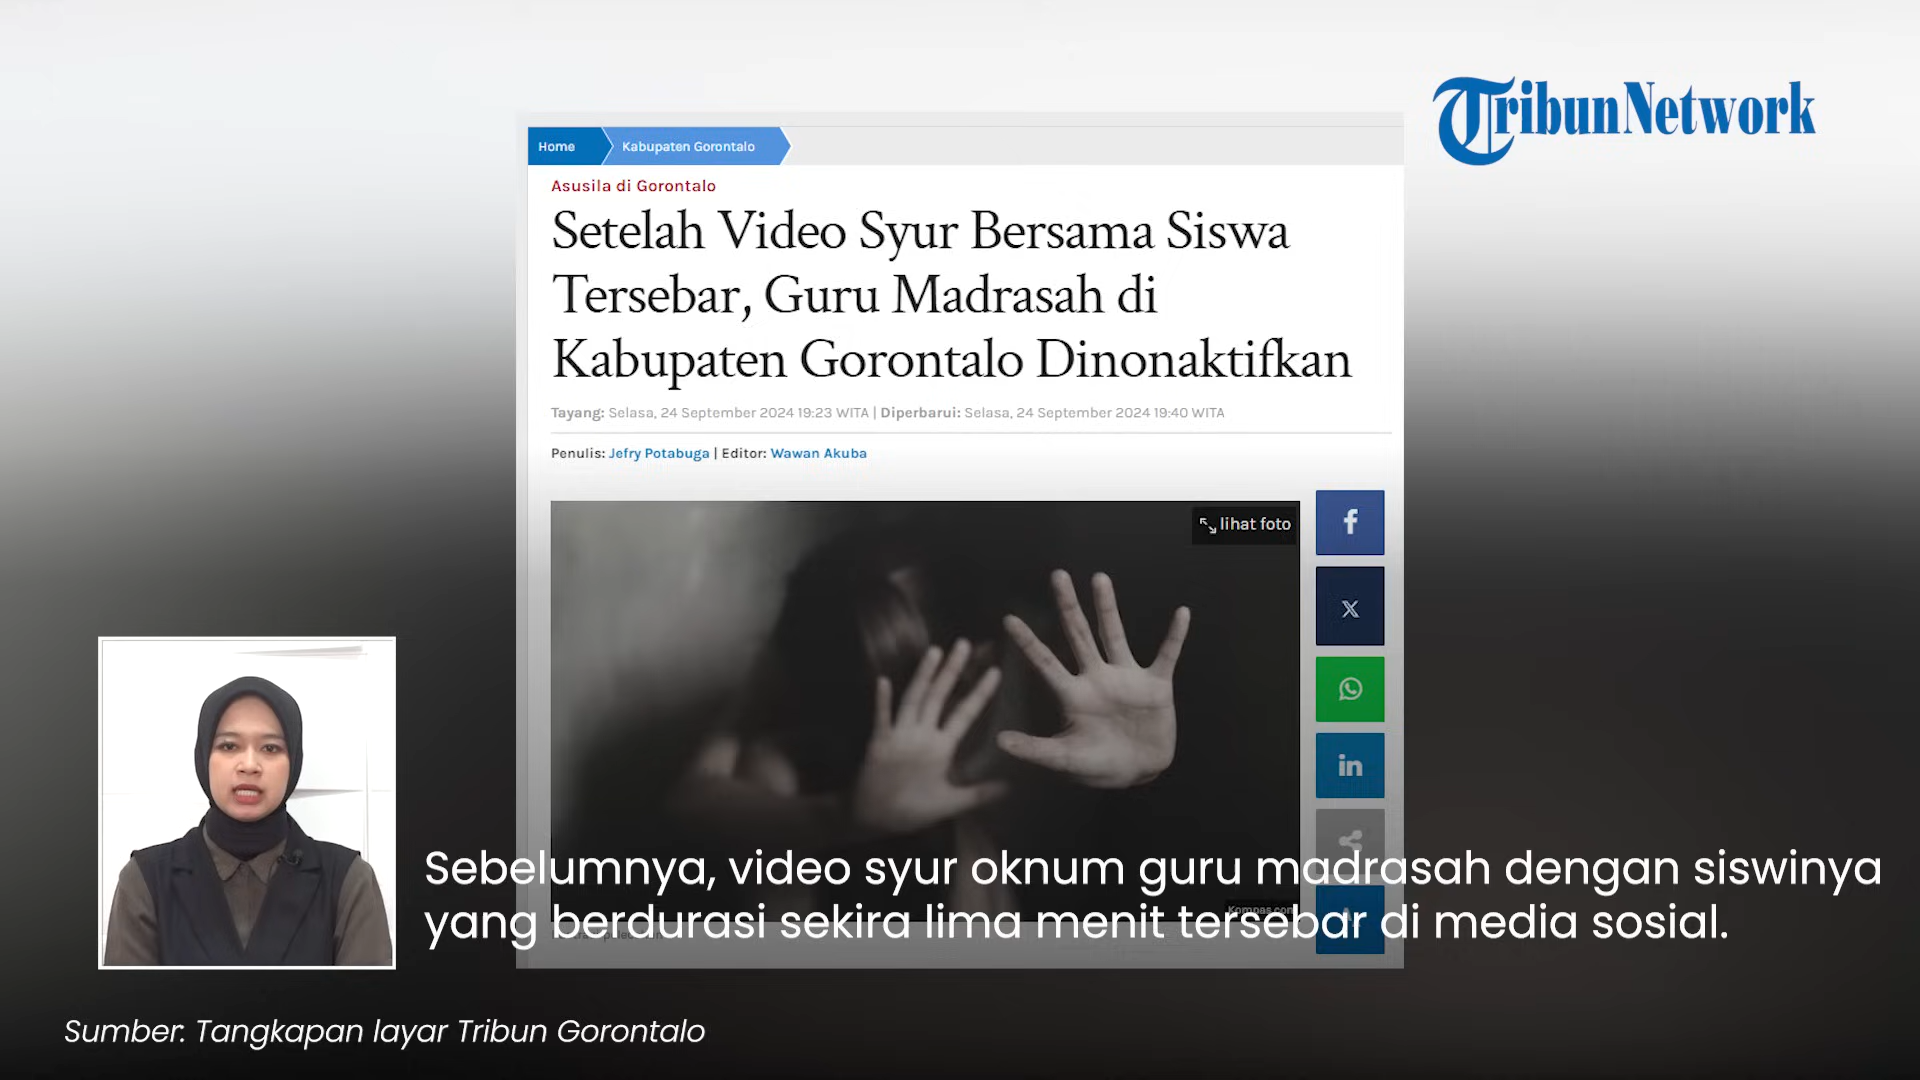 TribunNetwork
Home
Kabupaten Gorontalo
Asusila di Gorontalo
Setelah Video Syur Bersama Siswa
Tersebar, Guru Madrasah di
Kabupaten Gorontalo Dinonaktifkan
Tayang: Selasa, 24 September 2024 19:23 WITA | Diperbarui: Selasa, 24 September 2024 19:40 WITA
Penulis: Jefry Potabuga | Editor: Wawan Akuba
lihat foto
Kompas.com
Sebelumnya, video syur oknum guru madrasah dengan siswinya
yang berdurasi sekira lima menit tersebar di media sosial.
Sumber: Tangkapan layar Tribun Gorontalo